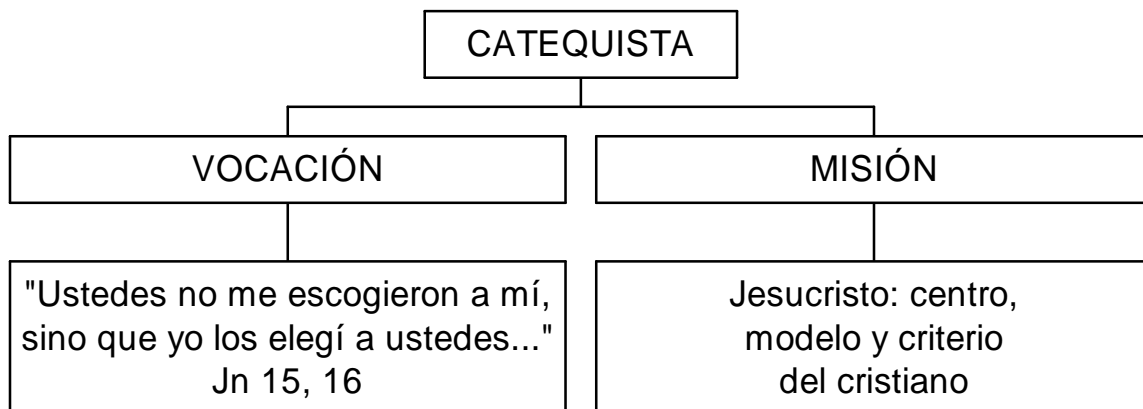 CATEQUISTA
VOCACIÓN
MISIÓN
"Ustedes no me escogieron a mí,
sino que yo los elegí a ustedes..."
Jn 15, 16
Jesucristo: centro,
modelo y criterio
del cristiano